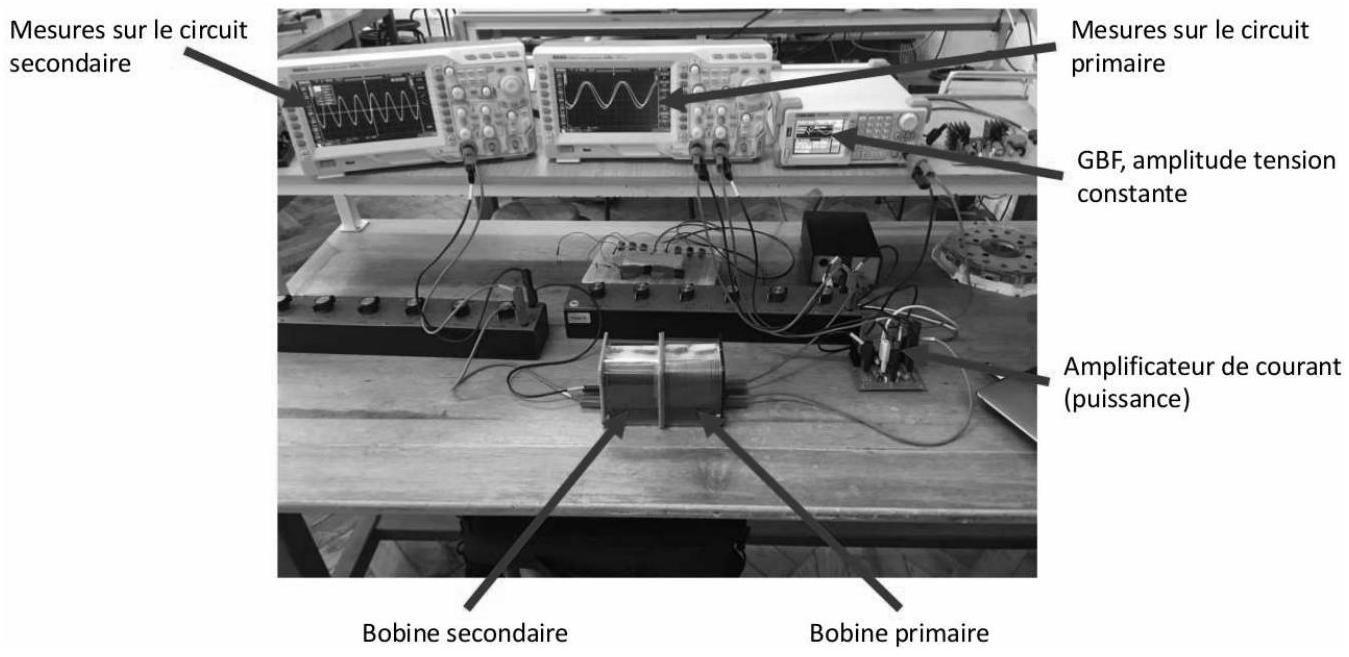 Mesures sur le circuit
secondaire
Mesures sur le circuit
primaire
GBF, amplitude tension
constante
Amplificateur de courant
(puissance)
Bobine secondaire
Bobine primaire